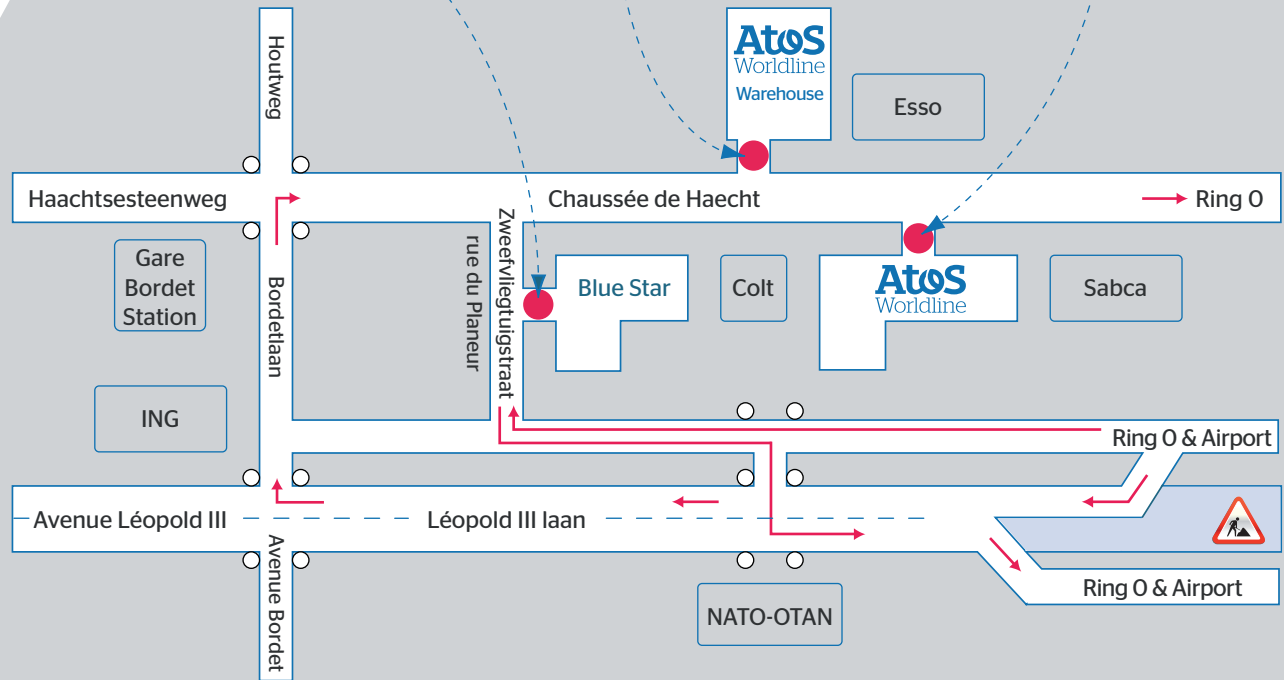 Houtweg
Atos
Worldline
Warehouse
Esso
Haachtsesteenweg
Chaussée de Haecht
Ring 0
Gare
Bordet
Station
Bordetlaan
rue du Planeur
Zweefvliegtuigstraat
Blue Star
Colt
Atos
Worldline
Sabca
ING
Ring 0 & Airport
Avenue Léopold III
Léopold III laan
Avenue Bordet
NATO-OTAN
Ring 0 & Airport